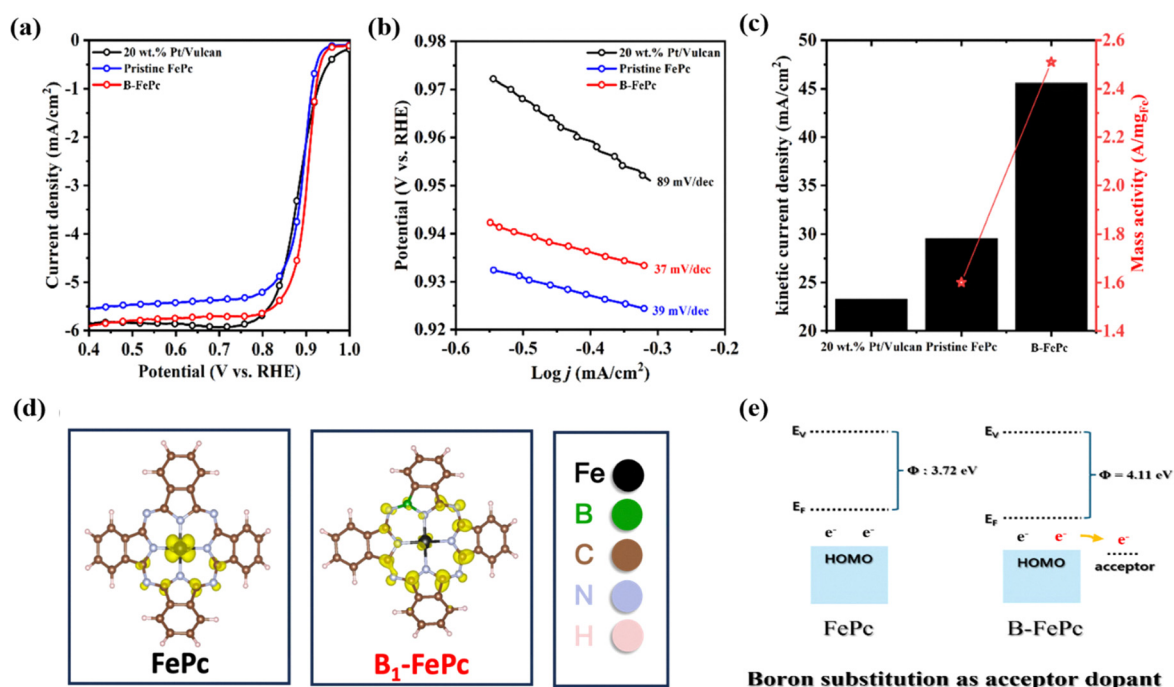 (a)
0
-1
-2
-3
-4
-5
-6
Current density (mA/cm²)
20 wt.% Pt/Vulcan
Pristine FePc
B-FePc
0.4 0.5 0.6 0.7 0.8 0.9 1.0
Potential (V vs. RHE)
(b)
0.98
0.97
0.96
0.95
0.94
0.93
0.92
Potential (V vs. RHE)
20 wt.% Pt/Vulcan
Pristine FePc
B-FePc
89 mV/dec
37 mV/dec
39 mV/dec
-0.6 -0.5 -0.4 -0.3 -0.2
Log j (mA/cm²)
(c)
50
45
40
35
30
25
20
kinetic current density (mA/cm²)
2.6
2.4
2.2
2.0
1.8
1.6
1.4
Mass activity (A/mgFe)
20 wt.% Pt/Vulcan Pristine FePc B-FePc
(d)
FePc
B₁-FePc
Fe
B
C
N
H
(e)
EV
Φ : 3.72 eV
EF
e⁻ e⁻
HOMO
FePc
EV
Φ = 4.11 eV
EF
e⁻ e⁻ e⁻
HOMO
acceptor
B-FePc
Boron substitution as acceptor dopant